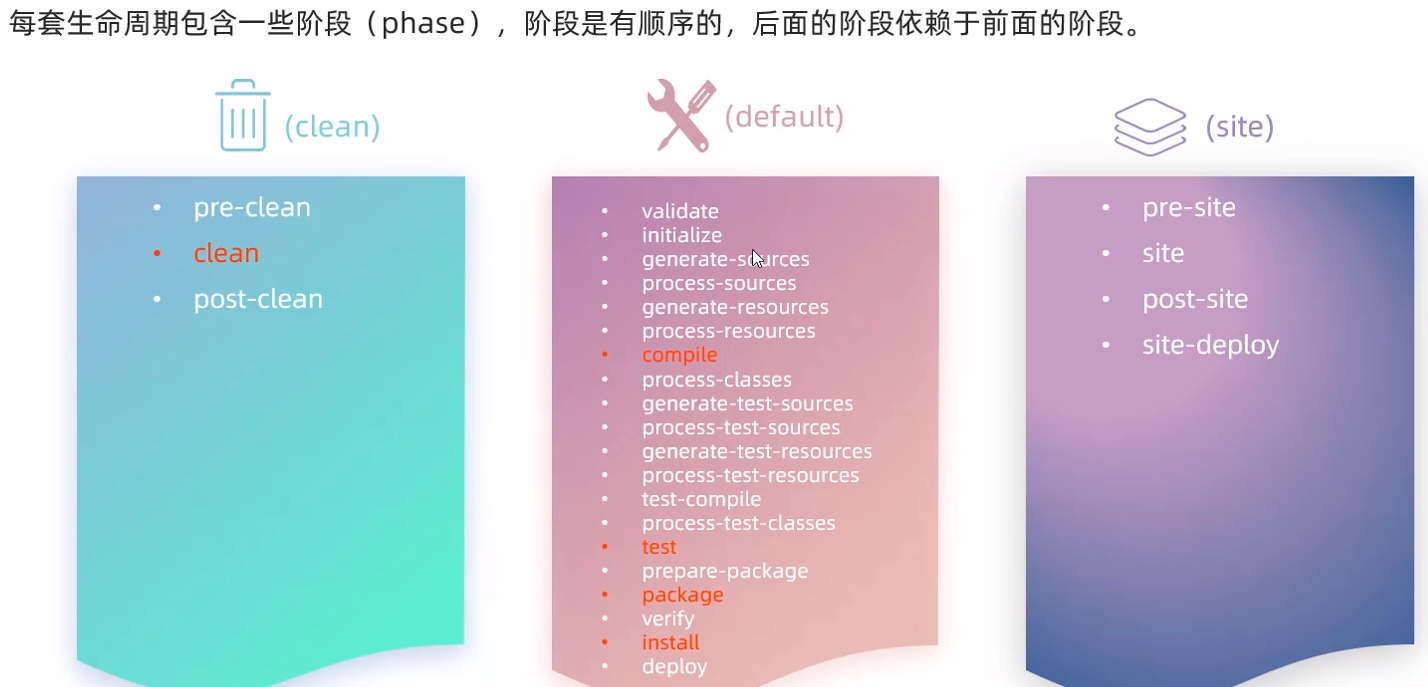 每套生命周期包含一些阶段（phase），阶段是有顺序的，后面的阶段依赖于前面的阶段。
(clean)
• pre-clean
• clean
• post-clean
(default)
• validate
• initialize
• generate-sources
• process-sources
• generate-resources
• process-resources
• compile
• process-classes
• generate-test-sources
• process-test-sources
• generate-test-resources
• process-test-resources
• test-compile
• process-test-classes
• test
• prepare-package
• package
• verify
• install
• deploy
(site)
• pre-site
• site
• post-site
• site-deploy